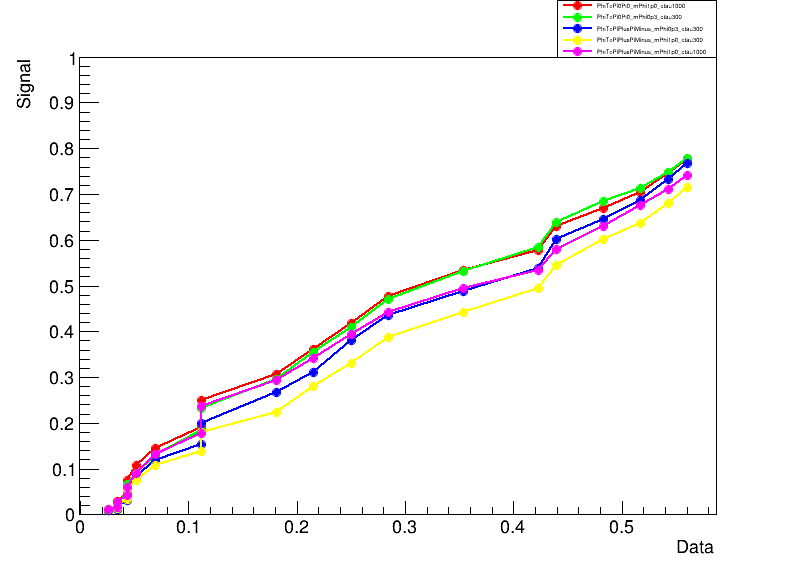 PhiToPi0Pi0_mPhi1p0_ctau1000
PhiToPi0Pi0_mPhi0p3_ctau300
PhiToPiPlusPiMinus_mPhi0p3_ctau300
PhiToPiPlusPiMinus_mPhi1p0_ctau300
PhiToPiPlusPiMinus_mPhi1p0_ctau1000
Signal
1
0.9
0.8
0.7
0.6
0.5
0.4
0.3
0.2
0.1
0
0 0.1 0.2 0.3 0.4 0.5
Data